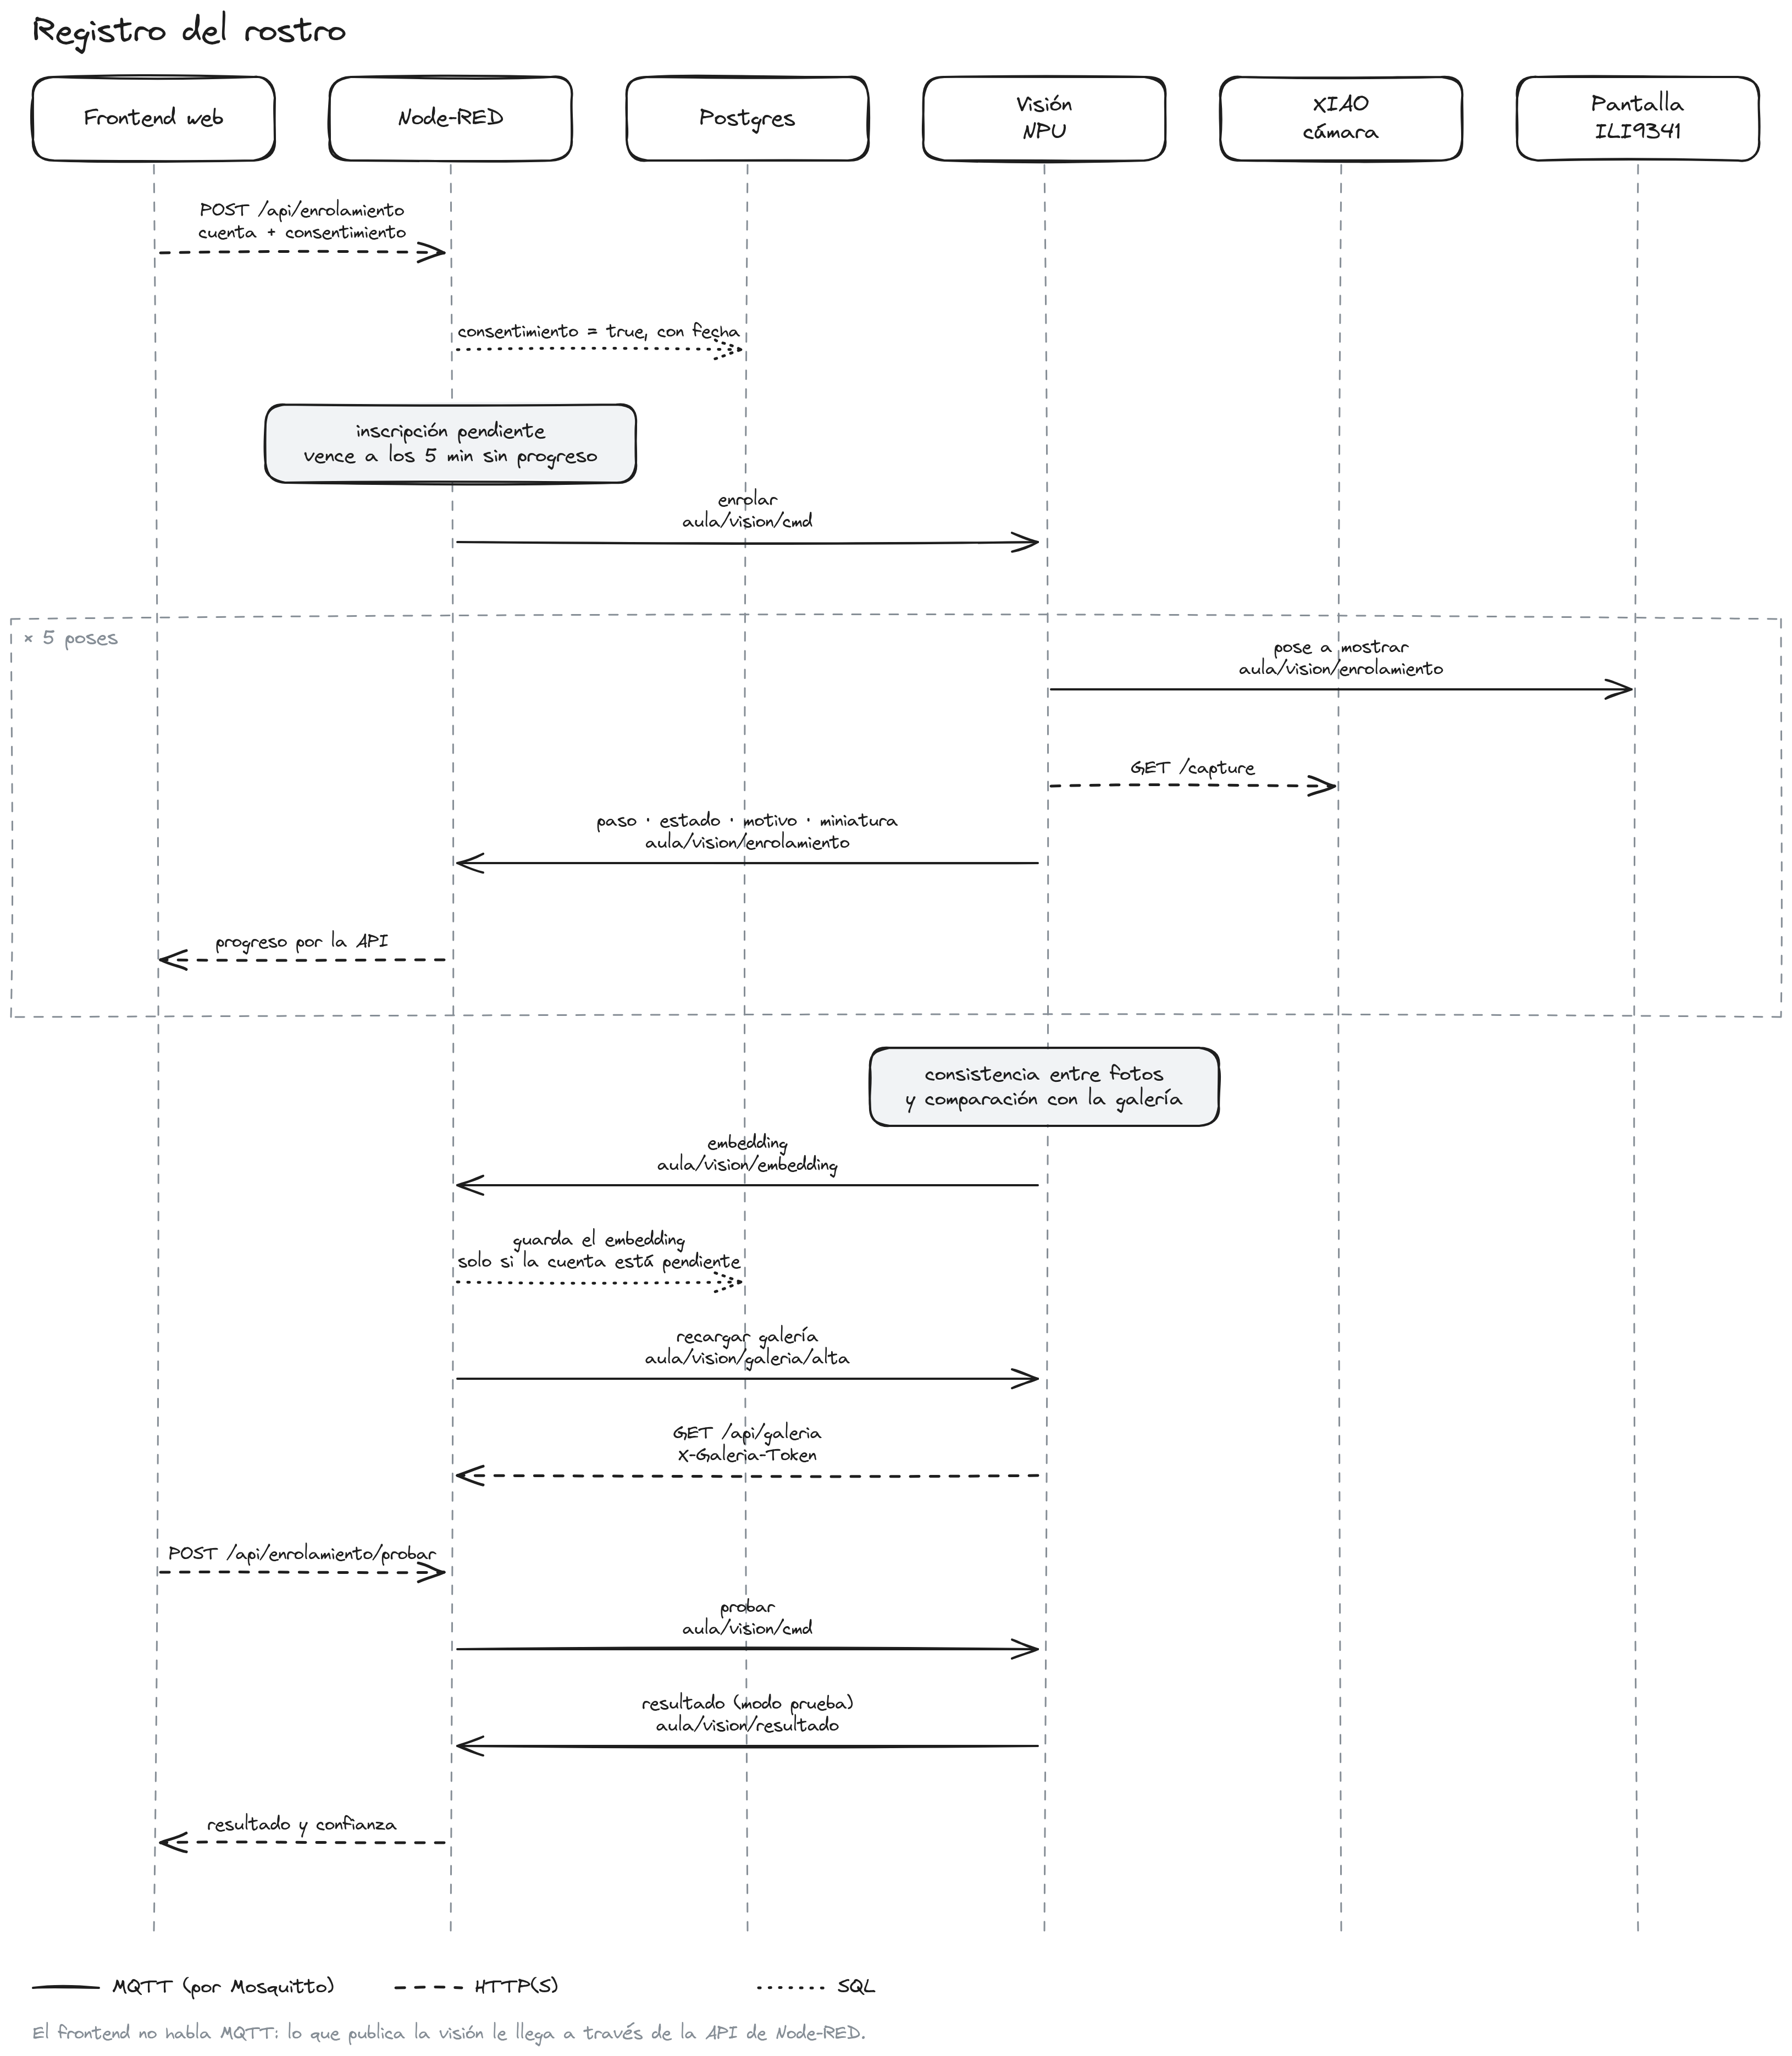 Registro del rostro
Frontend web
Node-RED
Postgres
Visión
NPU
XIAO
cámara
Pantalla
ILI9341
POST /api/enrolamiento
cuenta + consentimiento
consentimiento = true, con fecha
inscripción pendiente
vence a los 5 min sin progreso
enrolar
aula/vision/cmd
× 5 poses
pose a mostrar
aula/vision/enrolamiento
GET /capture
paso · estado · motivo · miniatura
aula/vision/enrolamiento
progreso por la API
consistencia entre fotos
y comparación con la galería
embedding
aula/vision/embedding
guarda el embedding
solo si la cuenta está pendiente
recargar galería
aula/vision/galeria/alta
GET /api/galeria
X-Galeria-Token
POST /api/enrolamiento/probar
probar
aula/vision/cmd
resultado (modo prueba)
aula/vision/resultado
resultado y confianza
MQTT (por Mosquitto)
HTTP(S)
SQL
El frontend no habla MQTT: lo que publica la visión le llega a través de la API de Node-RED.